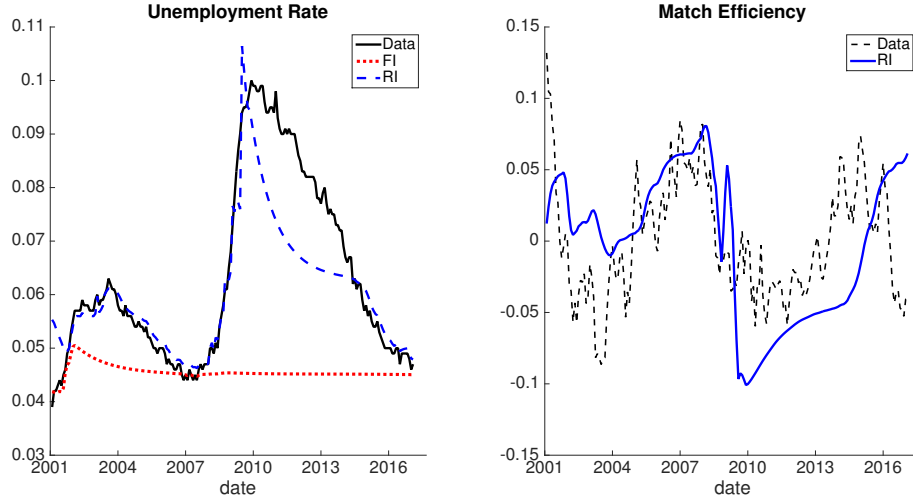 Unemployment Rate
0.11
0.1
0.09
0.08
0.07
0.06
0.05
0.04
0.03
2001 2004 2007 2010 2013 2016
date
Data
FI
RI
Match Efficiency
0.15
0.1
0.05
0
-0.05
-0.1
-0.15
2001 2004 2007 2010 2013 2016
date
Data
RI